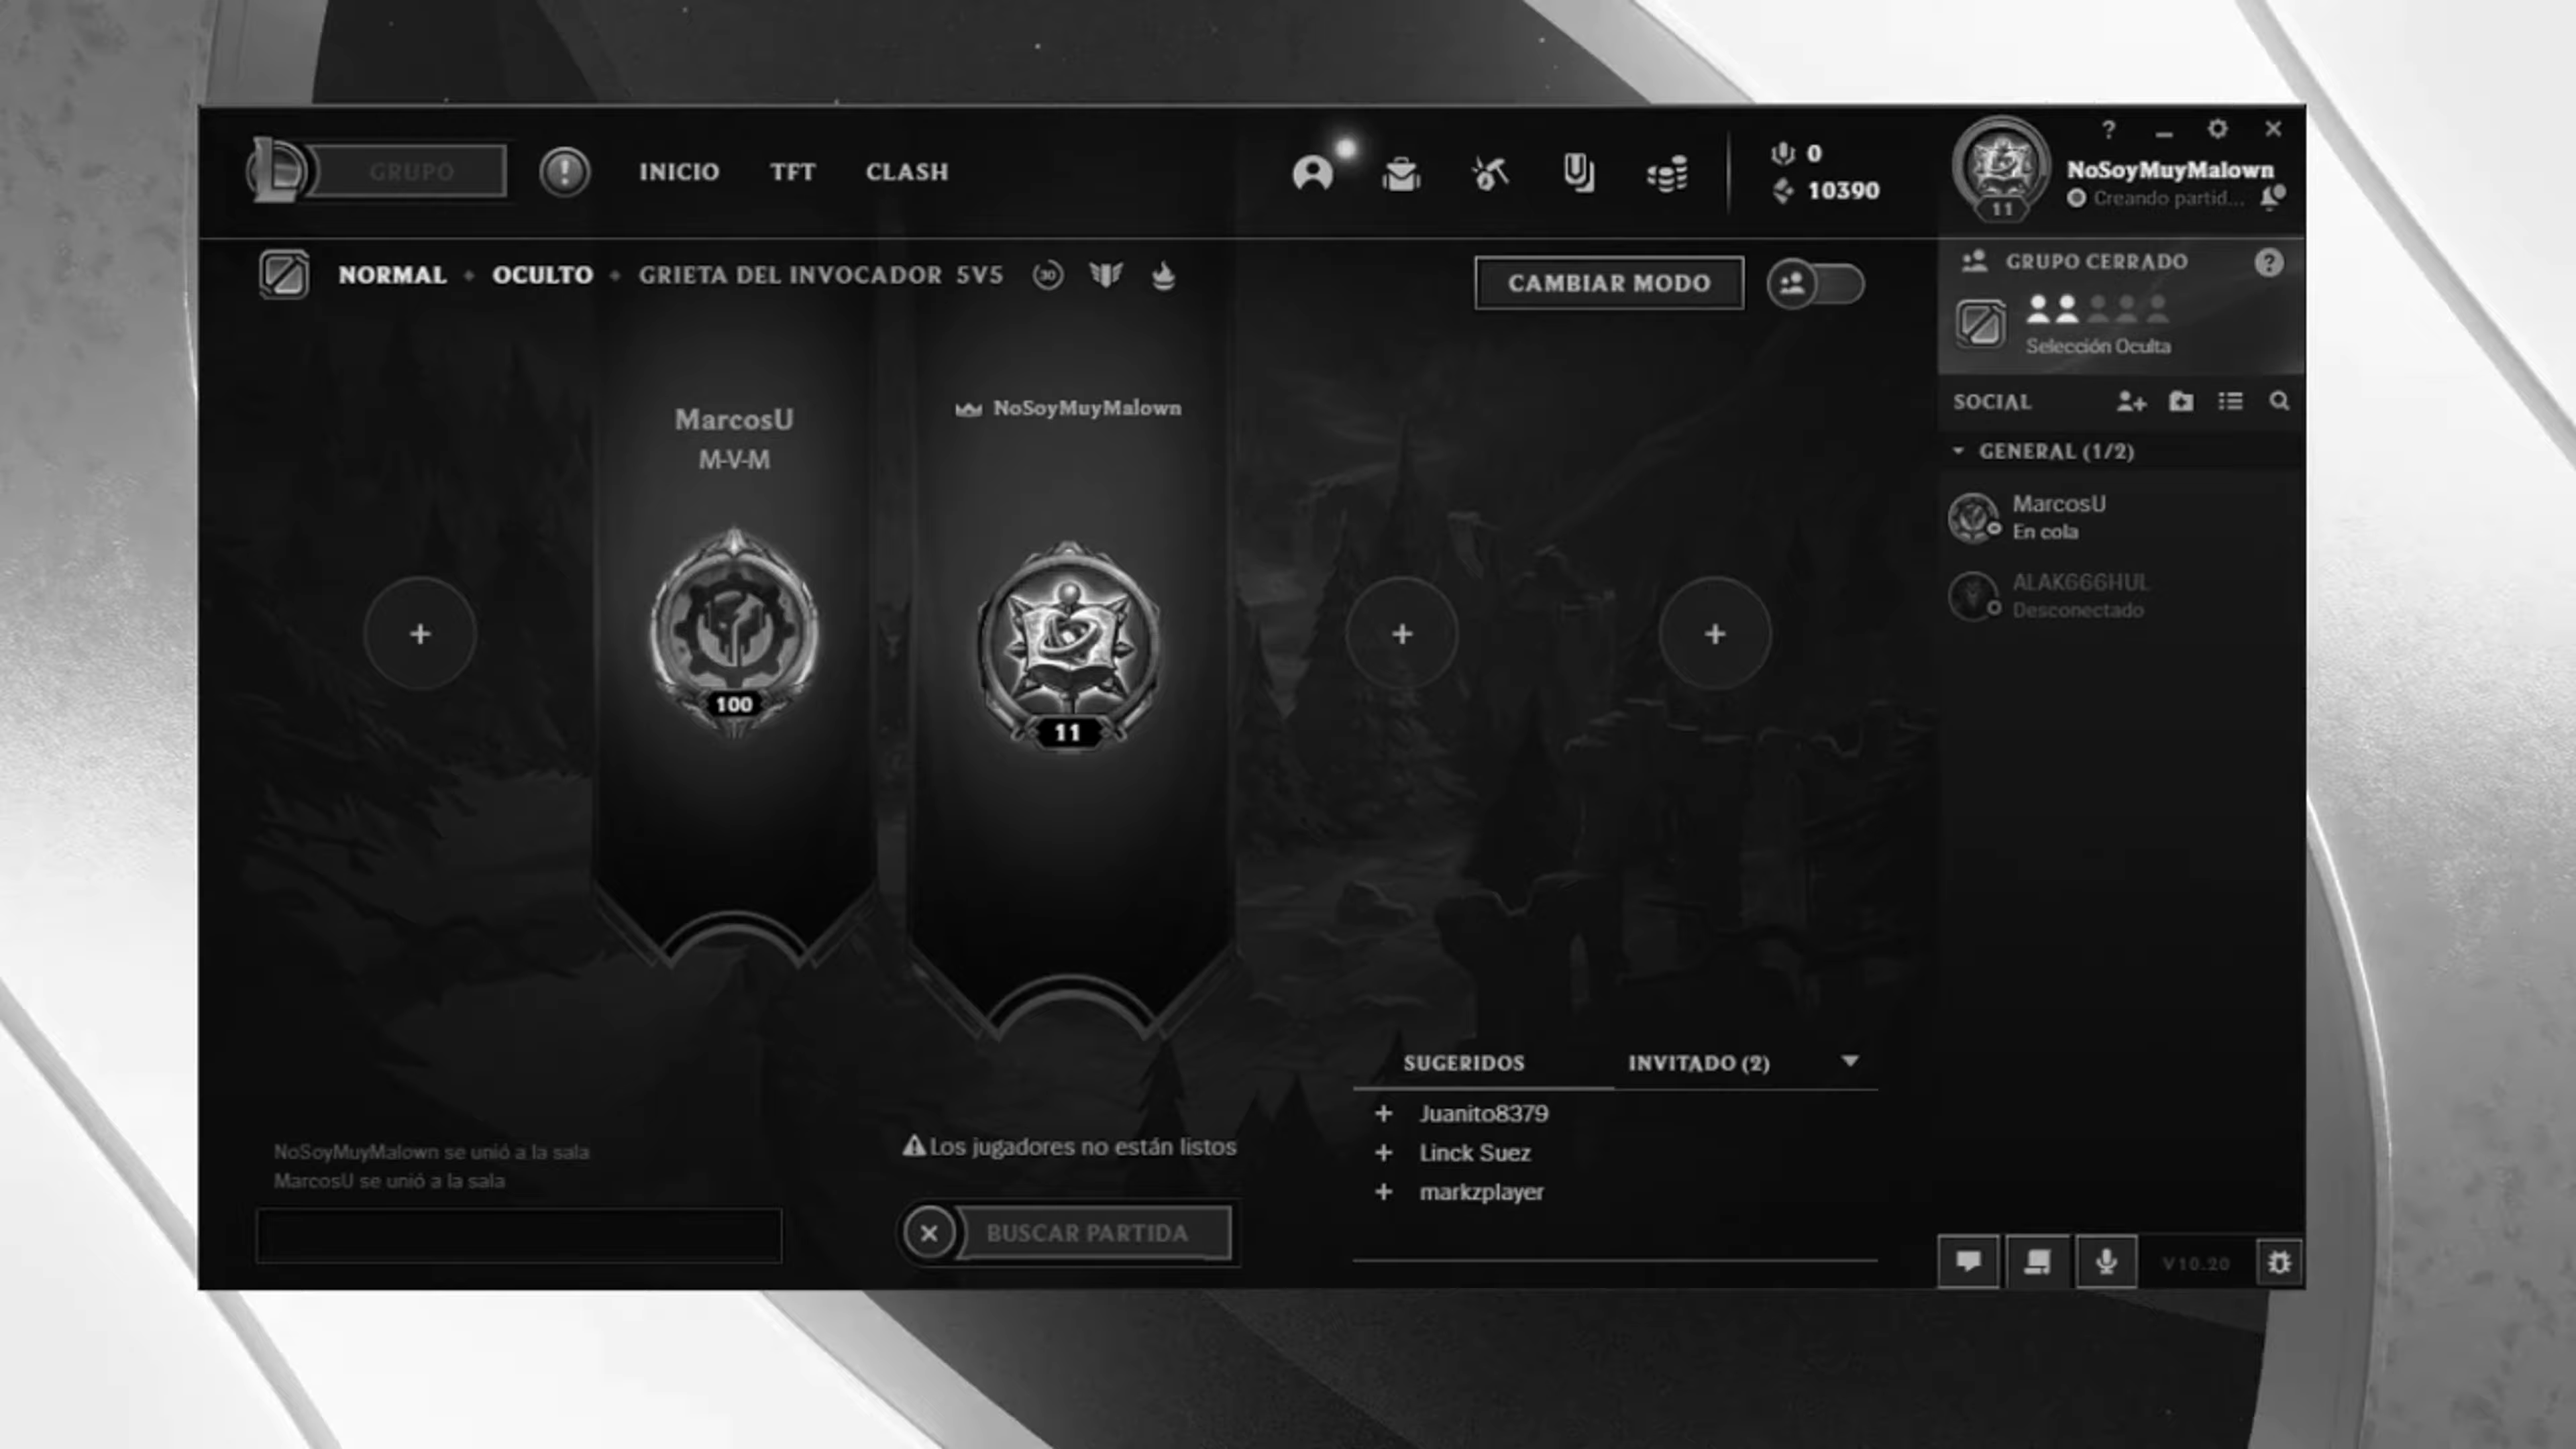 GRUPO
INICIO
TFT
CLASH
0
10390
11
NoSoyMuyMalown
Creando partid...
NORMAL • OCULTO • GRIETA DEL INVOCADOR 5V5
30
CAMBIAR MODO
GRUPO CERRADO
Selección Oculta
SOCIAL
GENERAL (1/2)
MarcosU
En cola
ALAK666HUL
Desconectado
MarcosU
M-V-M
100
NoSoyMuyMalown
11
SUGERIDOS
INVITADO (2)
Juanito8379
Linck Suez
markzplayer
NoSoyMuyMalown se unió a la sala
MarcosU se unió a la sala
Los jugadores no están listos
BUSCAR PARTIDA
V10.20